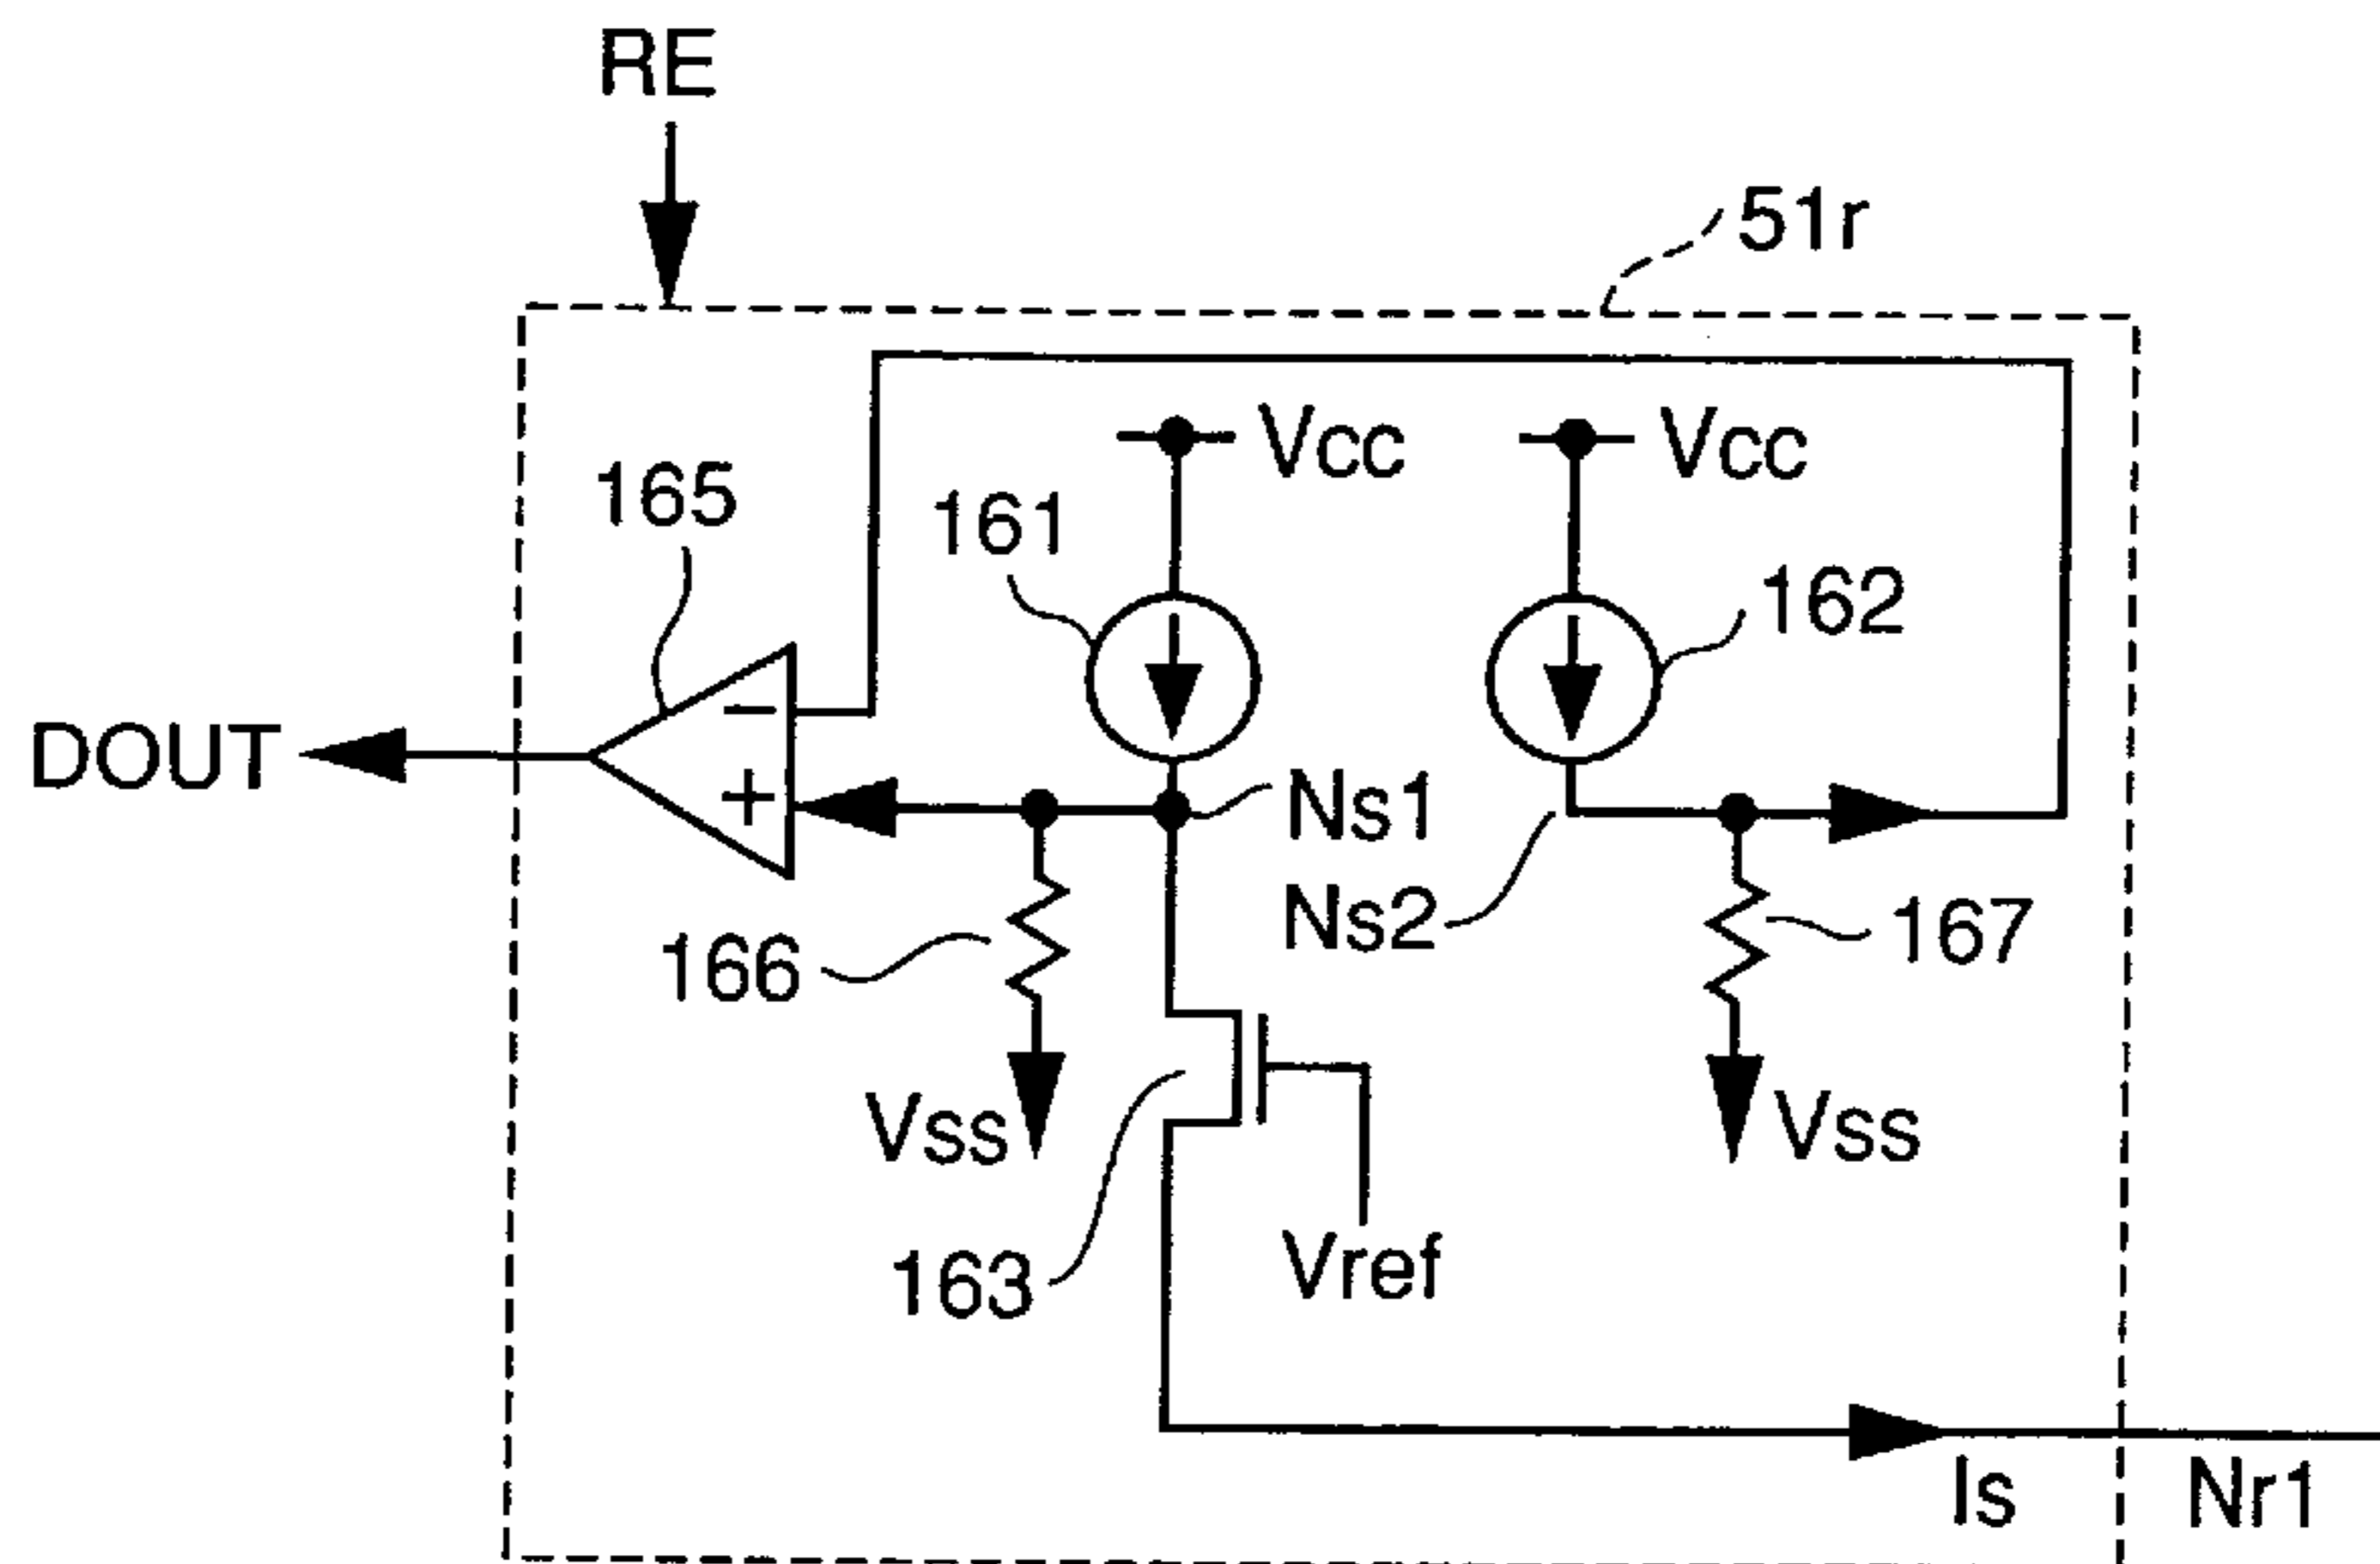 RE
51r
Vcc
Vcc
165
161
162
DOUT
−
+
Ns1
Ns2
166
167
Vss
Vss
163
Vref
Is
Nr1